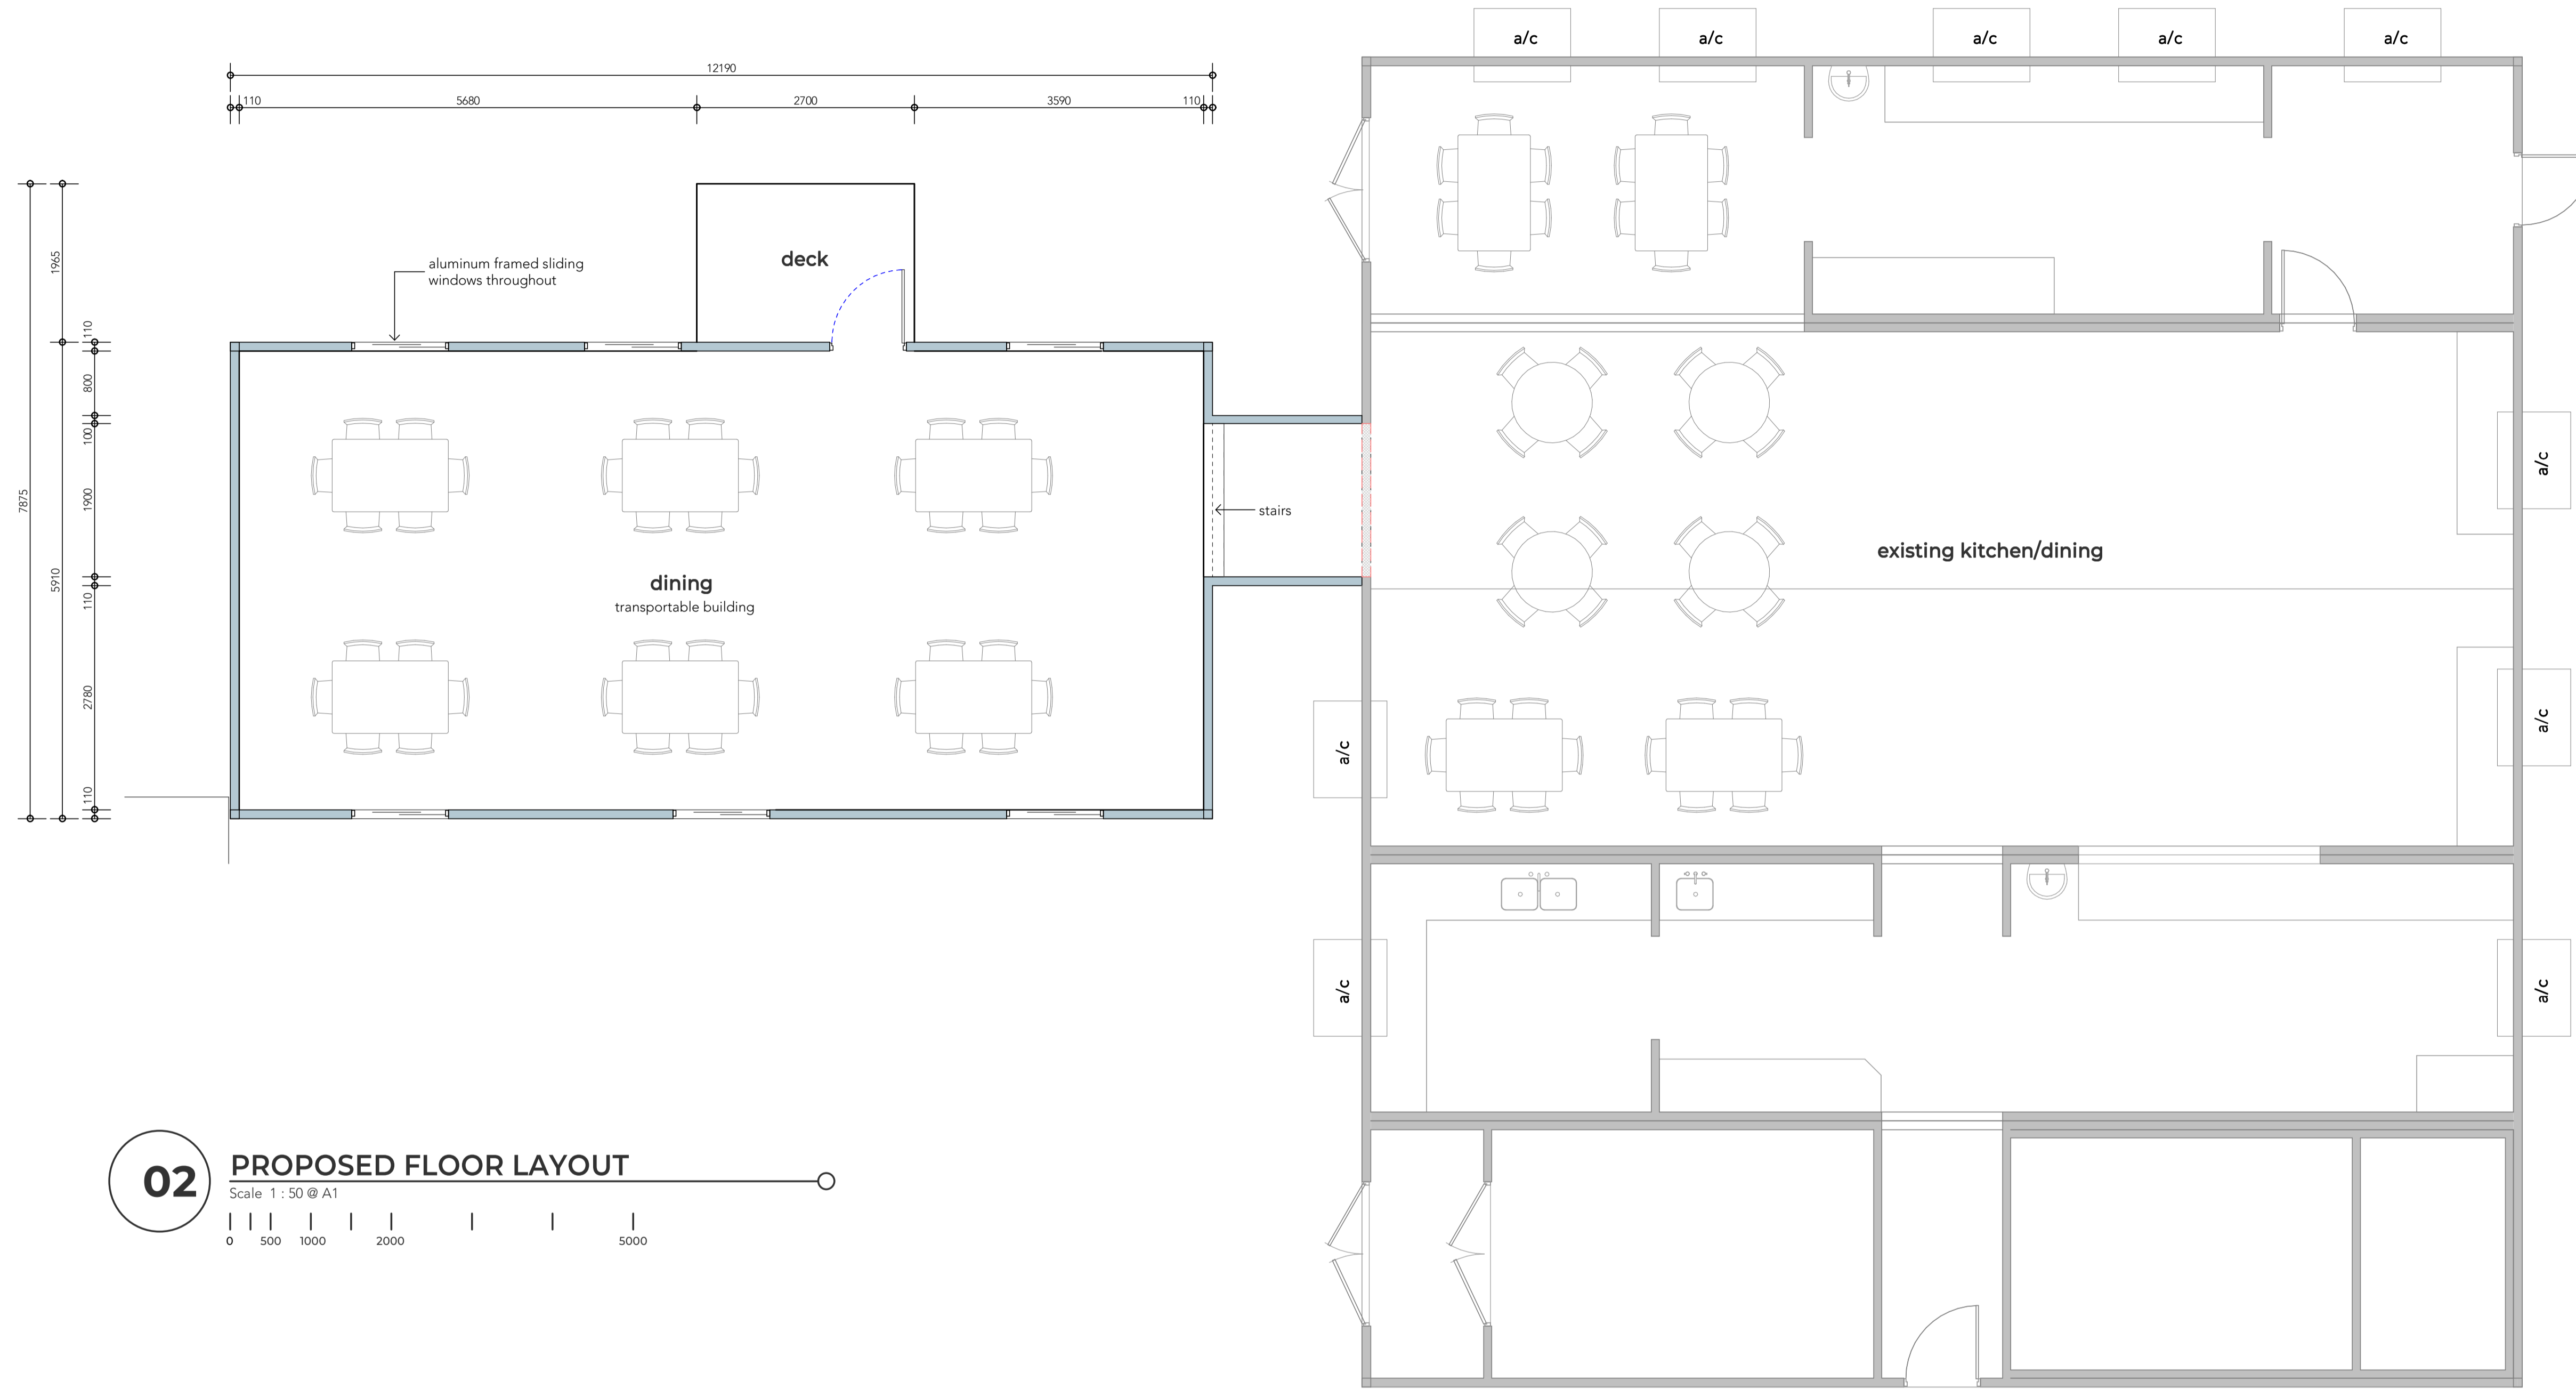 a/c
a/c
a/c
a/c
a/c
12190
110
5680
2700
3590
110
1965
deck
aluminum framed sliding
windows throughout
110
800
100
7875
5910
1900
110
2780
110
stairs
dining
transportable building
existing kitchen/dining
a/c
a/c
a/c
a/c
a/c
02
PROPOSED FLOOR LAYOUT
Scale 1 : 50 @ A1
0 500 1000 2000 5000